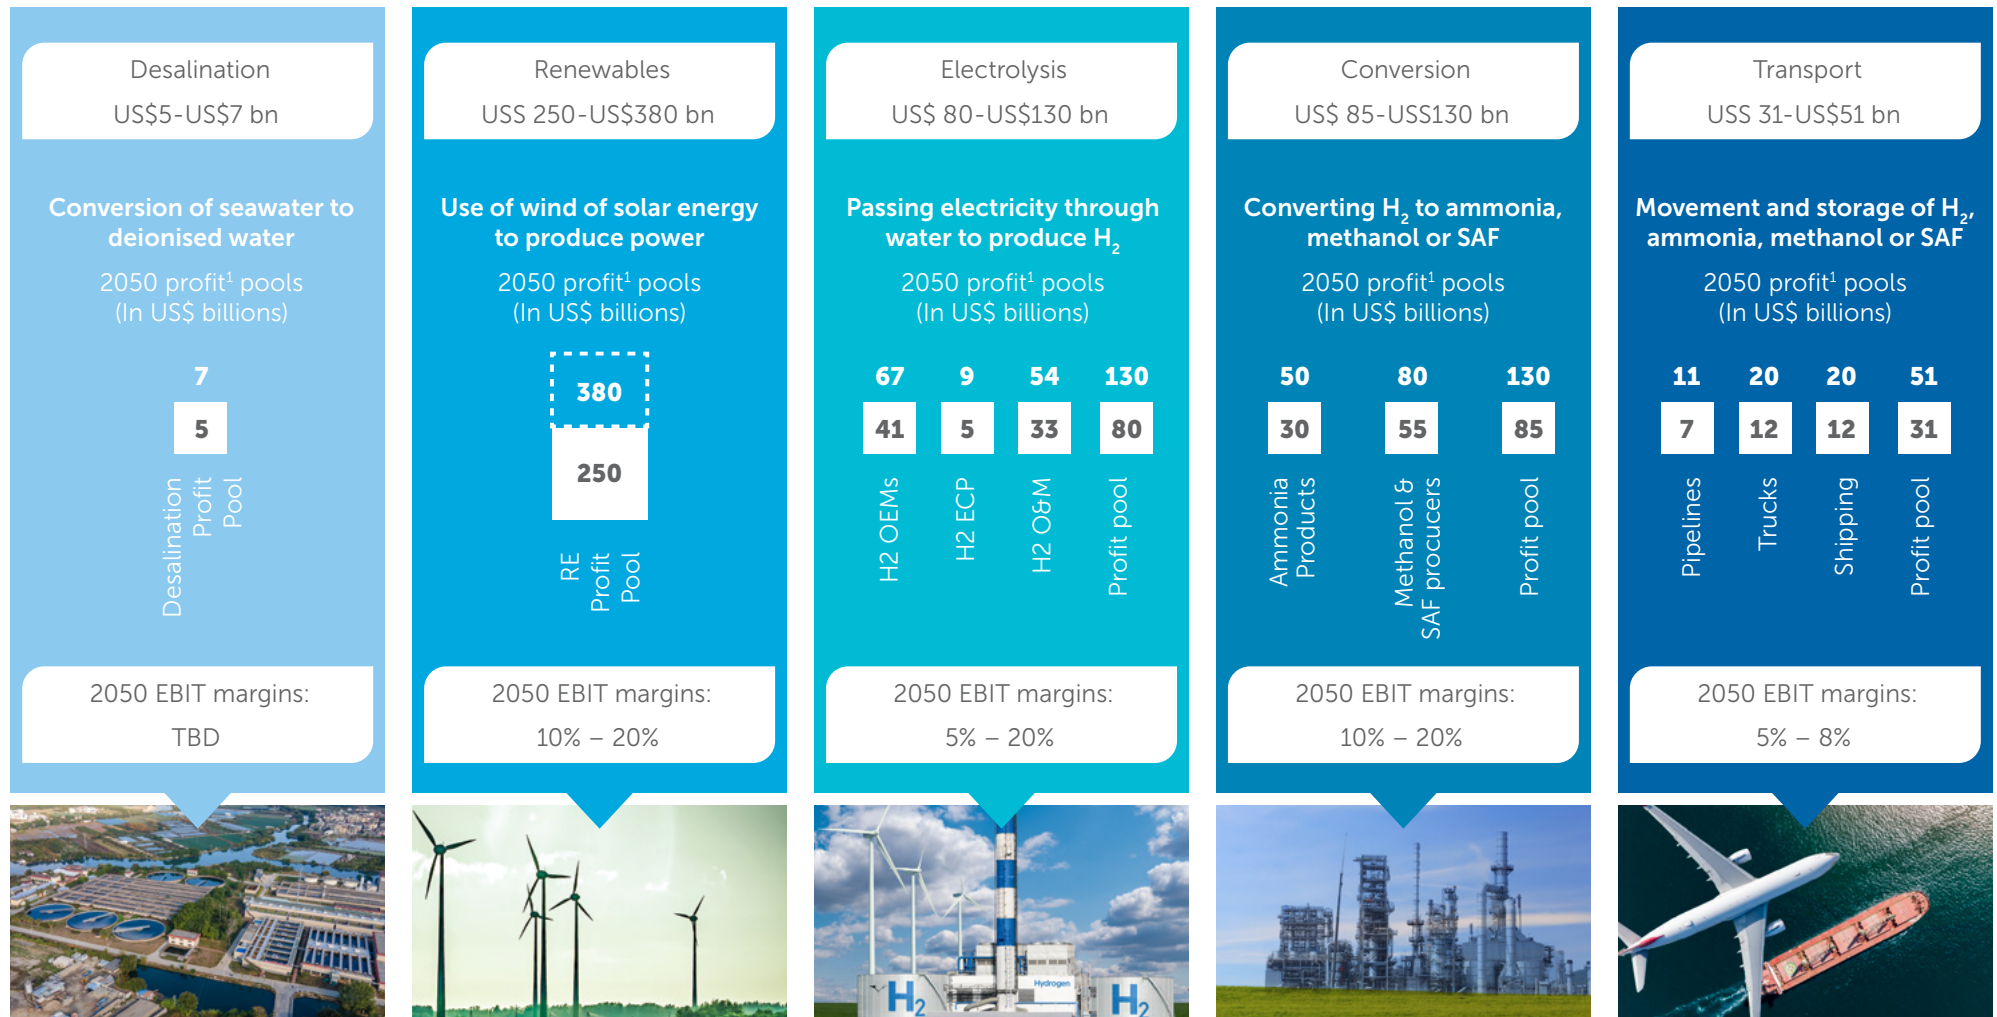 Desalination
US$5-US$7 bn
Conversion of seawater to
deionised water
2050 profit¹ pools
(In US$ billions)
7
5
Desalination
Profit
Pool
2050 EBIT margins:
TBD
Renewables
USS 250-US$380 bn
Use of wind of solar energy
to produce power
2050 profit¹ pools
(In US$ billions)
380
250
RE
Profit
Pool
2050 EBIT margins:
10% – 20%
Electrolysis
US$ 80-US$130 bn
Passing electricity through
water to produce H₂
2050 profit¹ pools
(In US$ billions)
67 9 54 130
41 5 33 80
H2 OEMs
H2 ECP
H2 O&M
Profit pool
2050 EBIT margins:
5% – 20%
H₂
Hydrogen
H₂
Conversion
US$ 85-USS130 bn
Converting H₂ to ammonia,
methanol or SAF
2050 profit¹ pools
(In US$ billions)
50 80 130
30 55 85
Ammonia
Products
Methanol &
SAF procucers
Profit pool
2050 EBIT margins:
10% – 20%
Transport
USS 31-US$51 bn
Movement and storage of H₂,
ammonia, methanol or SAF
2050 profit¹ pools
(In US$ billions)
11 20 20 51
7 12 12 31
Pipelines
Trucks
Shipping
Profit pool
2050 EBIT margins:
5% – 8%